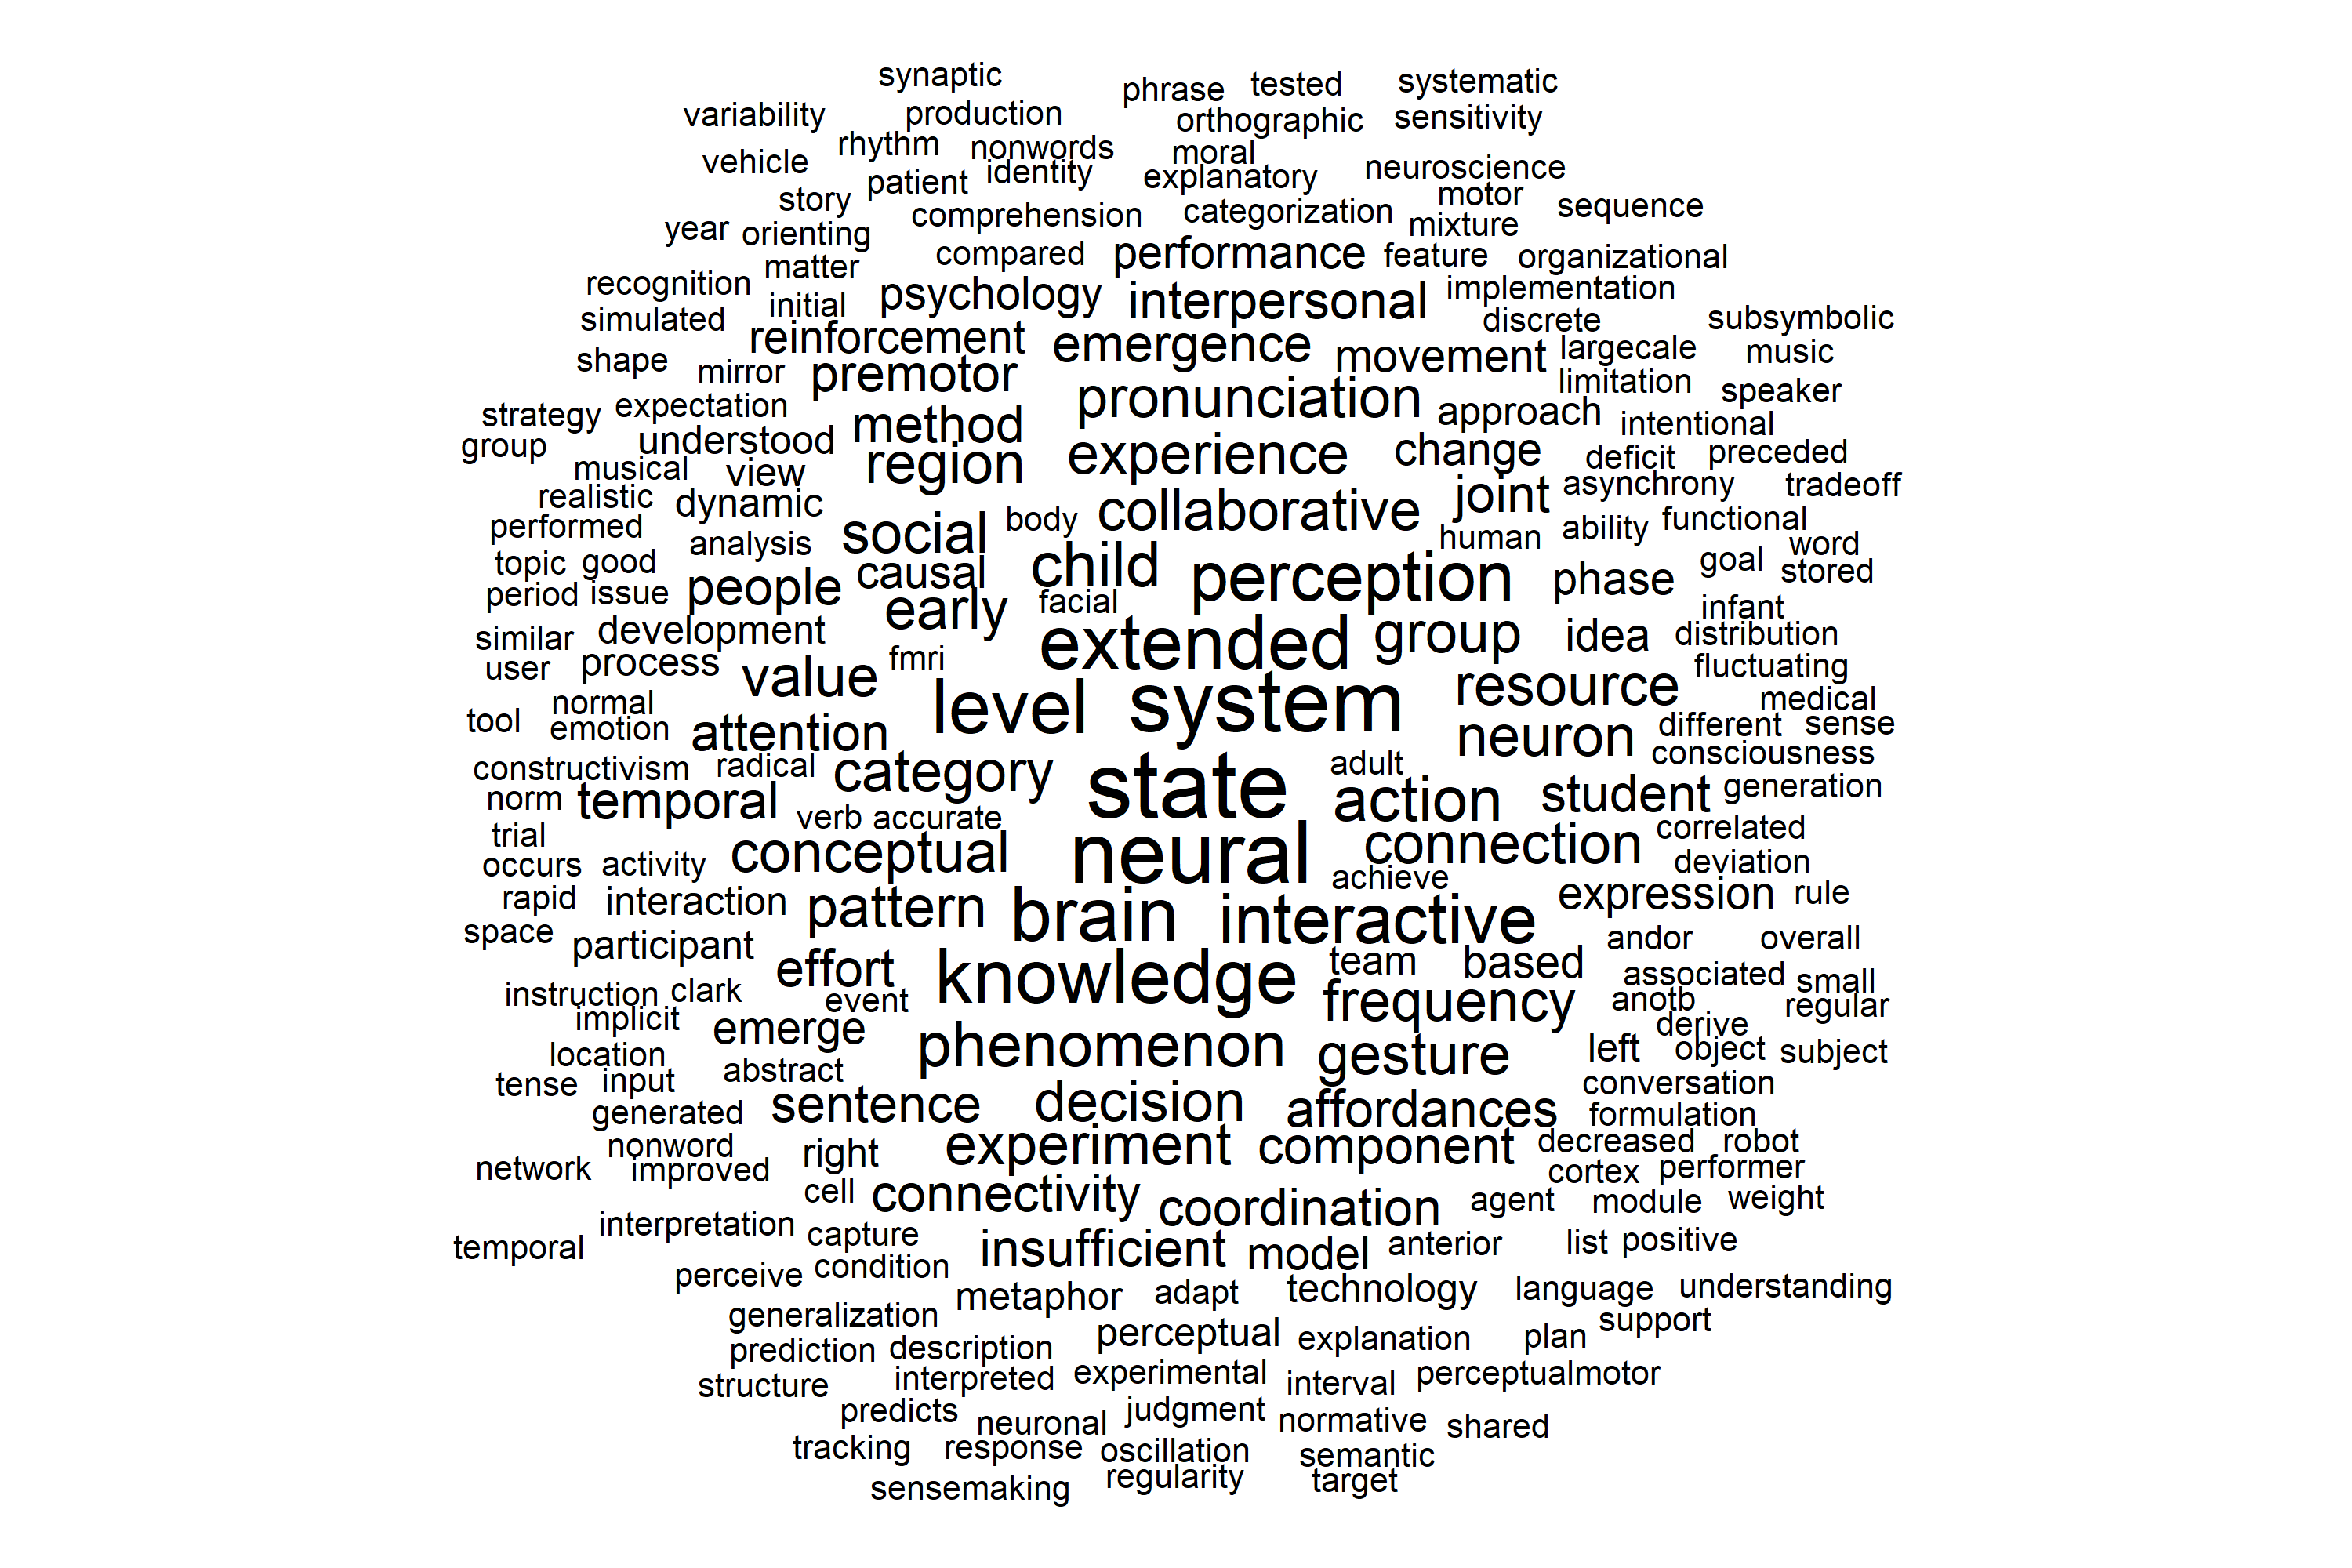 synaptic phrase tested systematic
variability production orthographic sensitivity
rhythm nonwords moral
vehicle identity explanatory neuroscience
patient motor
story comprehension categorization mixture sequence
year orienting compared performance feature organizational
matter
recognition initial psychology interpersonal implementation
simulated reinforcement emergence discrete subsymbolic
shape mirror premotor movement largecale music
limitation speaker
strategy expectation method pronunciation approach intentional
group understood region experience change deficit preceded
musical view
realistic dynamic collaborative joint asynchrony tradeoff
performed analysis social body human ability functional word
topic good causal child perception phase goal stored
period issue people early facial infant
similar development extended group idea distribution
user process value fmri fluctuating
normal level system resource medical
tool emotion attention neuron different sense
constructivism radical category adult consciousness
norm temporal verb accurate state action student generation
trial conceptual neural connection correlated
occurs activity achieve deviation
rapid interaction pattern brain interactive expression rule
space participant andor overall
instruction clark effort knowledge team based associated small
implicit event frequency anotb regular
location emerge phenomenon gesture left derive object subject
tense input abstract conversation
generated sentence decision affordances formulation
nonword right experiment component decreased robot
network improved cortex performer
cell connectivity coordination agent module weight
temporal interpretation capture insufficient model anterior list positive
perceive condition metaphor adapt technology language understanding
generalization perceptual explanation plan support
prediction description
structure interpreted experimental interval perceptualmotor
predicts neuronal judgment normative shared
tracking response oscillation semantic
sensemaking regularity target